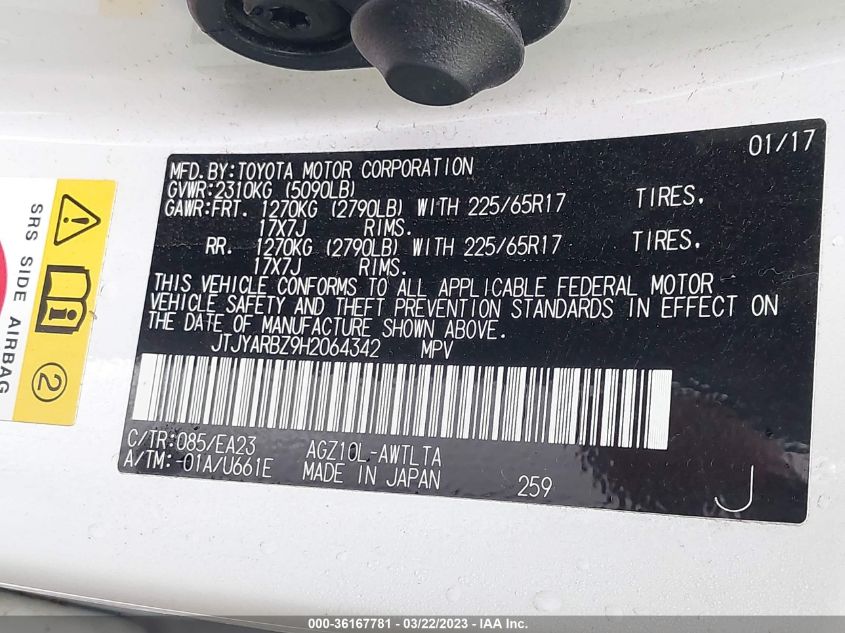 01/17
MFD. BY: TOYOTA MOTOR CORPORATION
GVWR: 2310KG (5090LB)
GAWR: FRT. 1270KG (2790LB) WITH 225/65R17 TIRES.
17X7J RIMS.
RR. 1270KG (2790LB) WITH 225/65R17 TIRES.
17X7J RIMS.
THIS VEHICLE CONFORMS TO ALL APPLICABLE FEDERAL MOTOR
VEHICLE SAFETY AND THEFT PREVENTION STANDARDS IN EFFECT ON
THE DATE OF MANUFACTURE SHOWN ABOVE.
JTJYARBZ9H2064342 MPV
C/TR: 085/EA23 AGZ10L-AWTLTA
A/TM: -01A/U661E MADE IN JAPAN 259 J
SRS SIDE AIRBAG
2
000-36167781 - 03/22/2023 - IAA Inc.